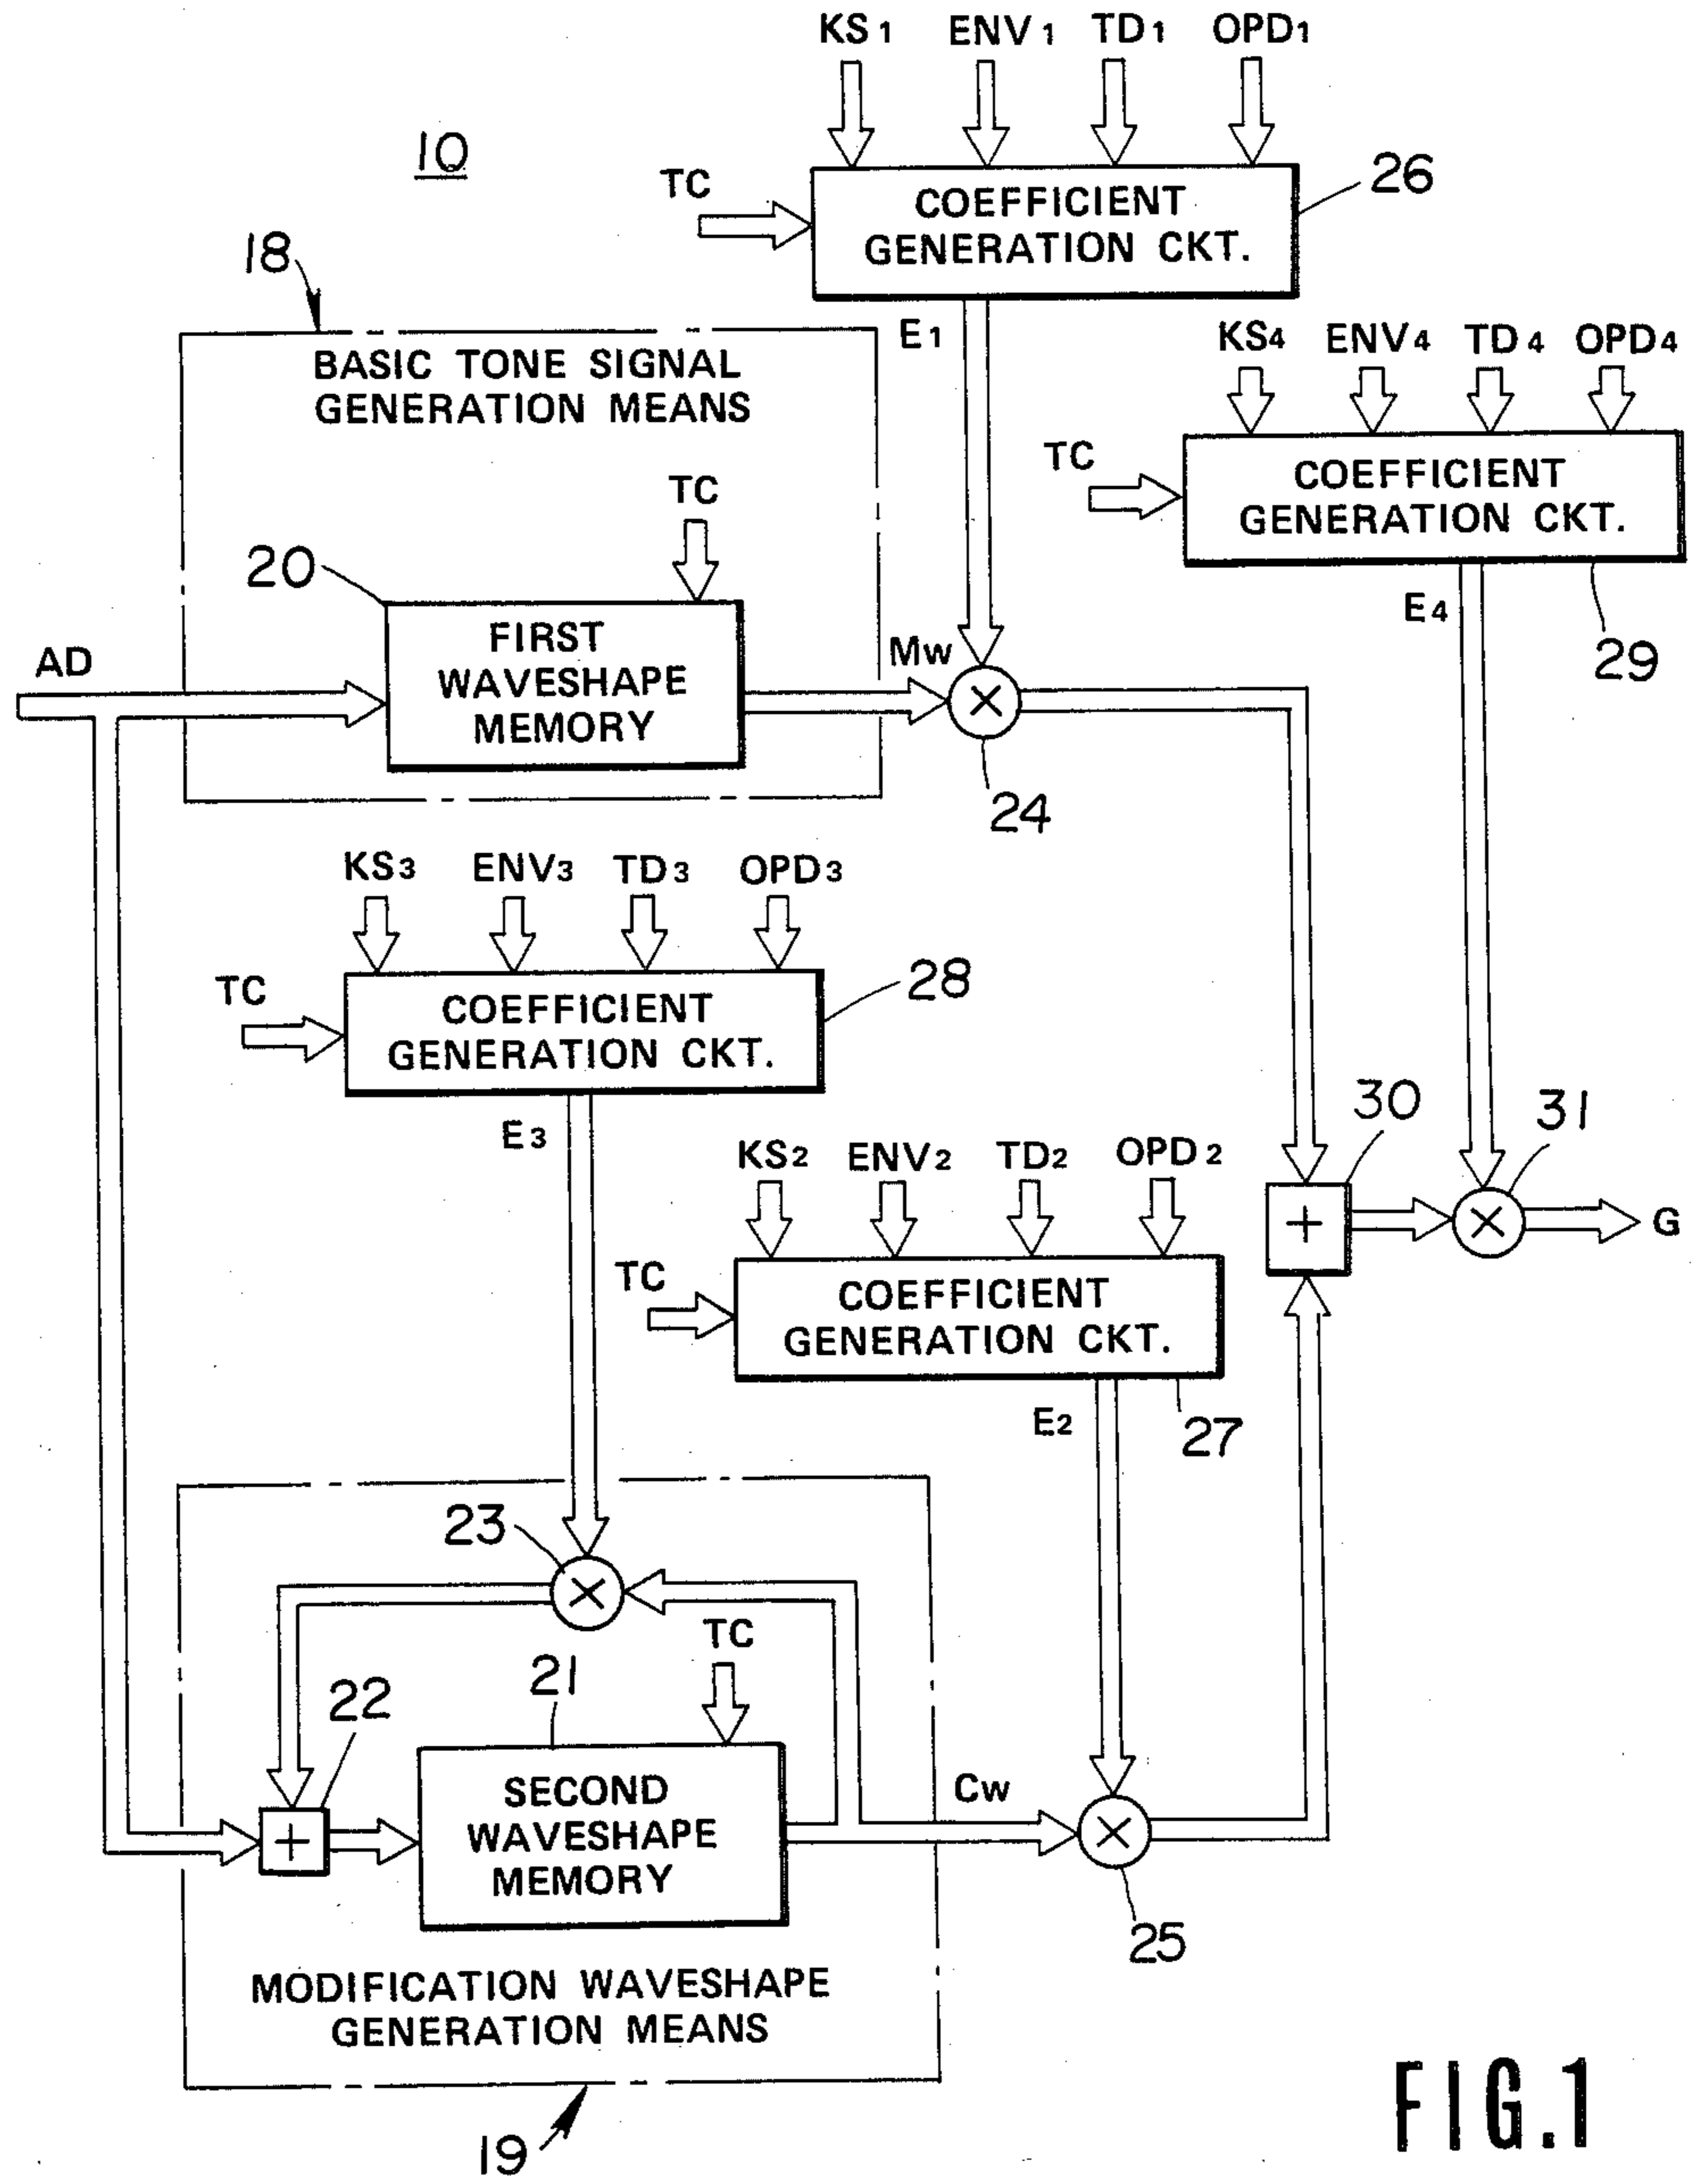 KS1 ENV1 TD1 OPD1
10
TC
COEFFICIENT
GENERATION CKT.
26
18
E1
BASIC TONE SIGNAL
GENERATION MEANS
KS4 ENV4 TD4 OPD4
TC
COEFFICIENT
GENERATION CKT.
29
E4
TC
20
FIRST
WAVESHAPE
MEMORY
AD
Mw
×
24
KS3 ENV3 TD3 OPD3
TC
COEFFICIENT
GENERATION CKT.
28
E3
30
31
+
×
G
KS2 ENV2 TD2 OPD2
TC
COEFFICIENT
GENERATION CKT.
27
E2
23
×
TC
21
22
+
SECOND
WAVESHAPE
MEMORY
Cw
×
25
MODIFICATION WAVESHAPE
GENERATION MEANS
19
FIG.1